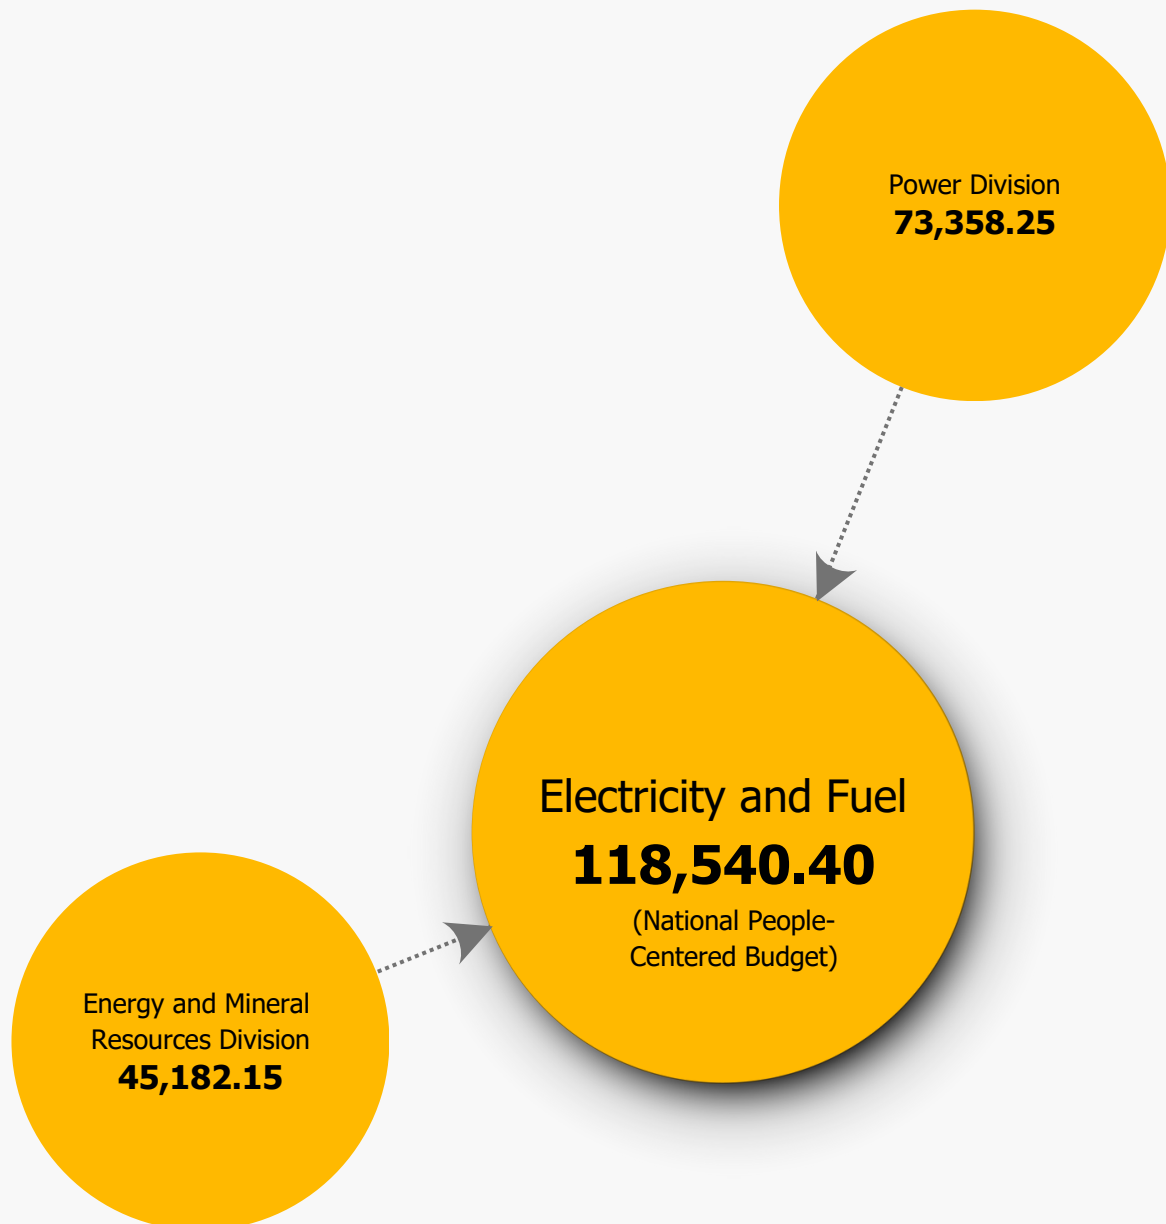 Power Division
73,358.25
Electricity and Fuel
118,540.40
(National People-
Centered Budget)
Energy and Mineral
Resources Division
45,182.15